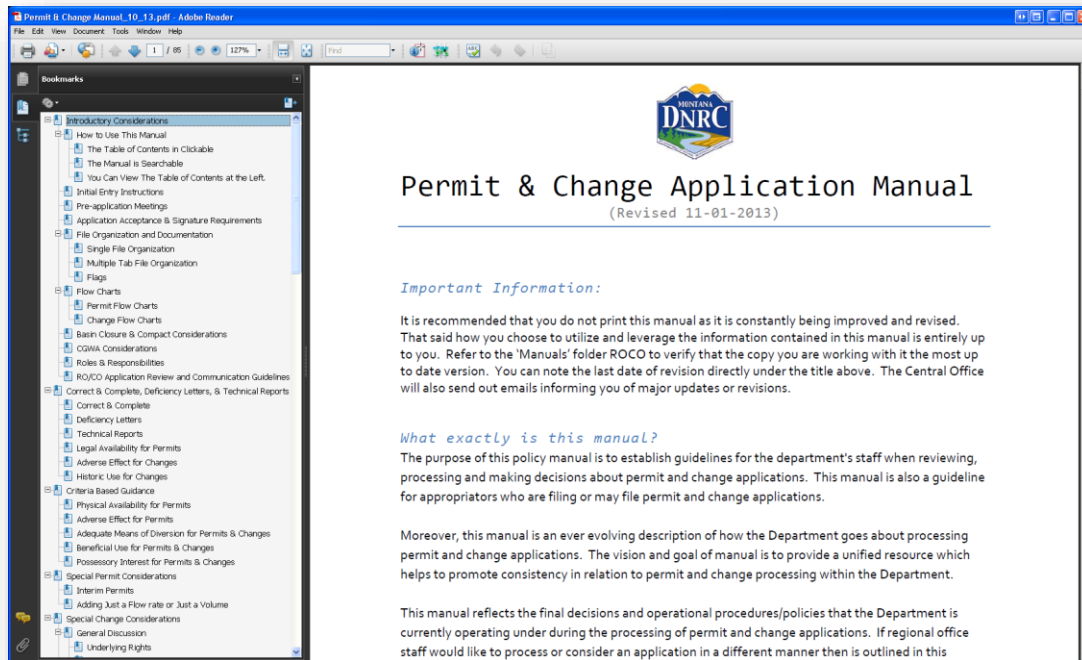 Permit & Change Manual_10_13.pdf - Adobe Reader
File Edit View Document Tools Window Help
1 / 85 127% Find
Bookmarks
Introductory Considerations
How to Use This Manual
The Table of Contents in Clickable
The Manual is Searchable
You Can View The Table of Contents at the Left.
Initial Entry Instructions
Pre-application Meetings
Application Acceptance & Signature Requirements
File Organization and Documentation
Single File Organization
Multiple Tab File Organization
Flags
Flow Charts
Permit Flow Charts
Change Flow Charts
Basin Closure & Compact Considerations
CGWA Considerations
Roles & Responsibilities
RO/CO Application Review and Communication Guidelines
Correct & Complete, Deficiency Letters, & Technical Reports
Correct & Complete
Deficiency Letters
Technical Reports
Legal Availability for Permits
Adverse Effect for Changes
Historic Use for Changes
Criteria Based Guidance
Physical Availability for Permits
Adverse Effect for Permits
Adequate Means of Diversion for Permits & Changes
Beneficial Use for Permits & Changes
Possessory Interest for Permits & Changes
Special Permit Considerations
Interim Permits
Adding Just a Flow rate or Just a Volume
Special Change Considerations
General Discussion
Underlying Rights
MONTANA
DNRC
Permit & Change Application Manual
(Revised 11-01-2013)
Important Information:
It is recommended that you do not print this manual as it is constantly being improved and revised.
That said how you choose to utilize and leverage the information contained in this manual is entirely up
to you. Refer to the 'Manuals' folder ROCO to verify that the copy you are working with it the most up
to date version. You can note the last date of revision directly under the title above. The Central Office
will also send out emails informing you of major updates or revisions.
What exactly is this manual?
The purpose of this policy manual is to establish guidelines for the department's staff when reviewing,
processing and making decisions about permit and change applications. This manual is also a guideline
for appropriators who are filing or may file permit and change applications.
Moreover, this manual is an ever evolving description of how the Department goes about processing
permit and change applications. The vision and goal of manual is to provide a unified resource which
helps to promote consistency in relation to permit and change processing within the Department.
This manual reflects the final decisions and operational procedures/policies that the Department is
currently operating under during the processing of permit and change applications. If regional office
staff would like to process or consider an application in a different manner then is outlined in this